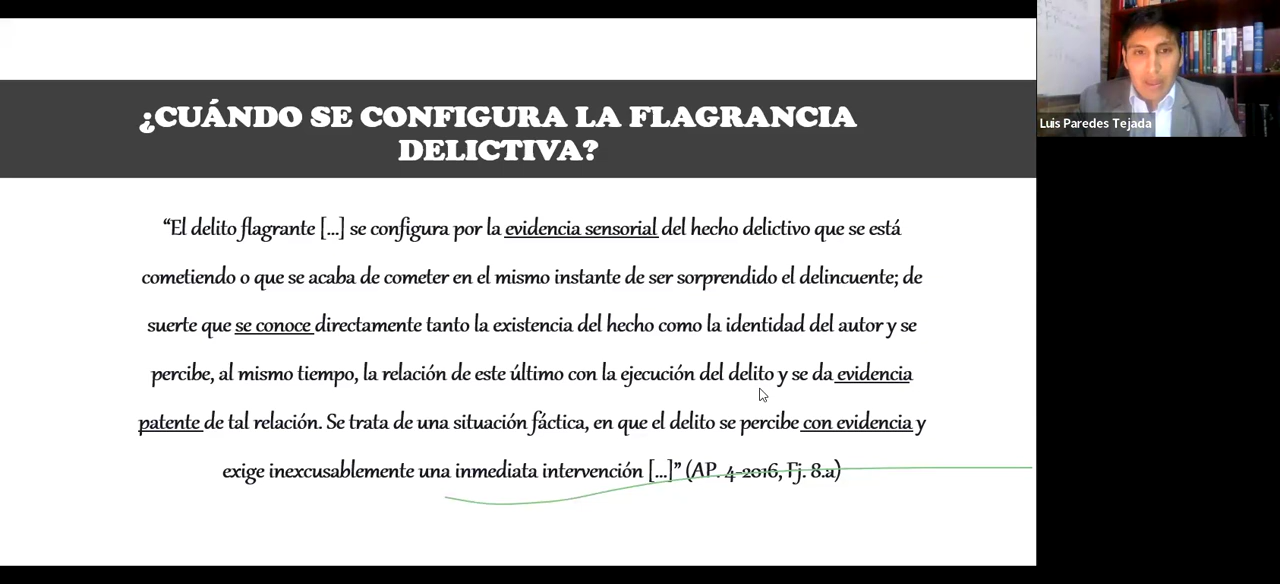 ¿CUÁNDO SE CONFIGURA LA FLAGRANCIA
DELICTIVA?
“El delito flagrante [...] se configura por la evidencia sensorial del hecho delictivo que se está
cometiendo o que se acaba de cometer en el mismo instante de ser sorprendido el delincuente; de
suerte que se conoce directamente tanto la existencia del hecho como la identidad del autor y se
percibe, al mismo tiempo, la relación de este último con la ejecución del delito y se da evidencia
patente de tal relación. Se trata de una situación fáctica, en que el delito se percibe con evidencia y
exige inexcusablemente una inmediata intervención [...]” (AP. 4-2016, Fj. 8.a)
Luis Paredes Tejada